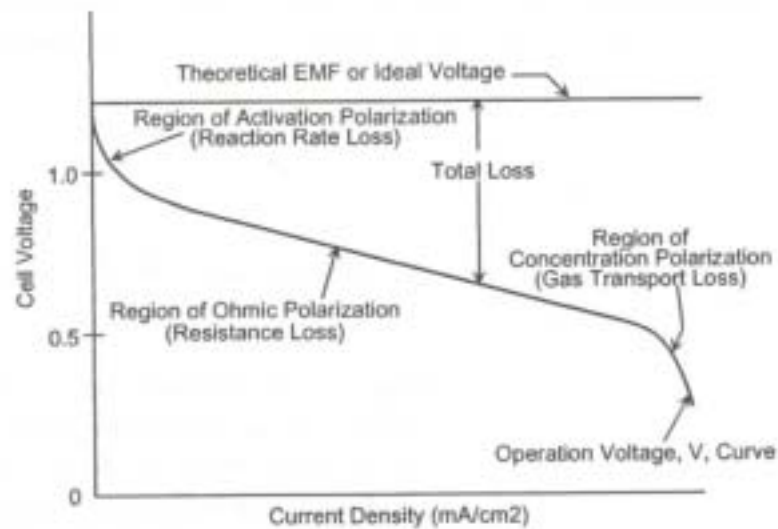 Theoretical EMF or Ideal Voltage
Region of Activation Polarization
(Reaction Rate Loss)
1.0
Total Loss
Cell Voltage
Region of
Concentration Polarization
(Gas Transport Loss)
Region of Ohmic Polarization
(Resistance Loss)
0.5
Operation Voltage, V, Curve
0
Current Density (mA/cm2)